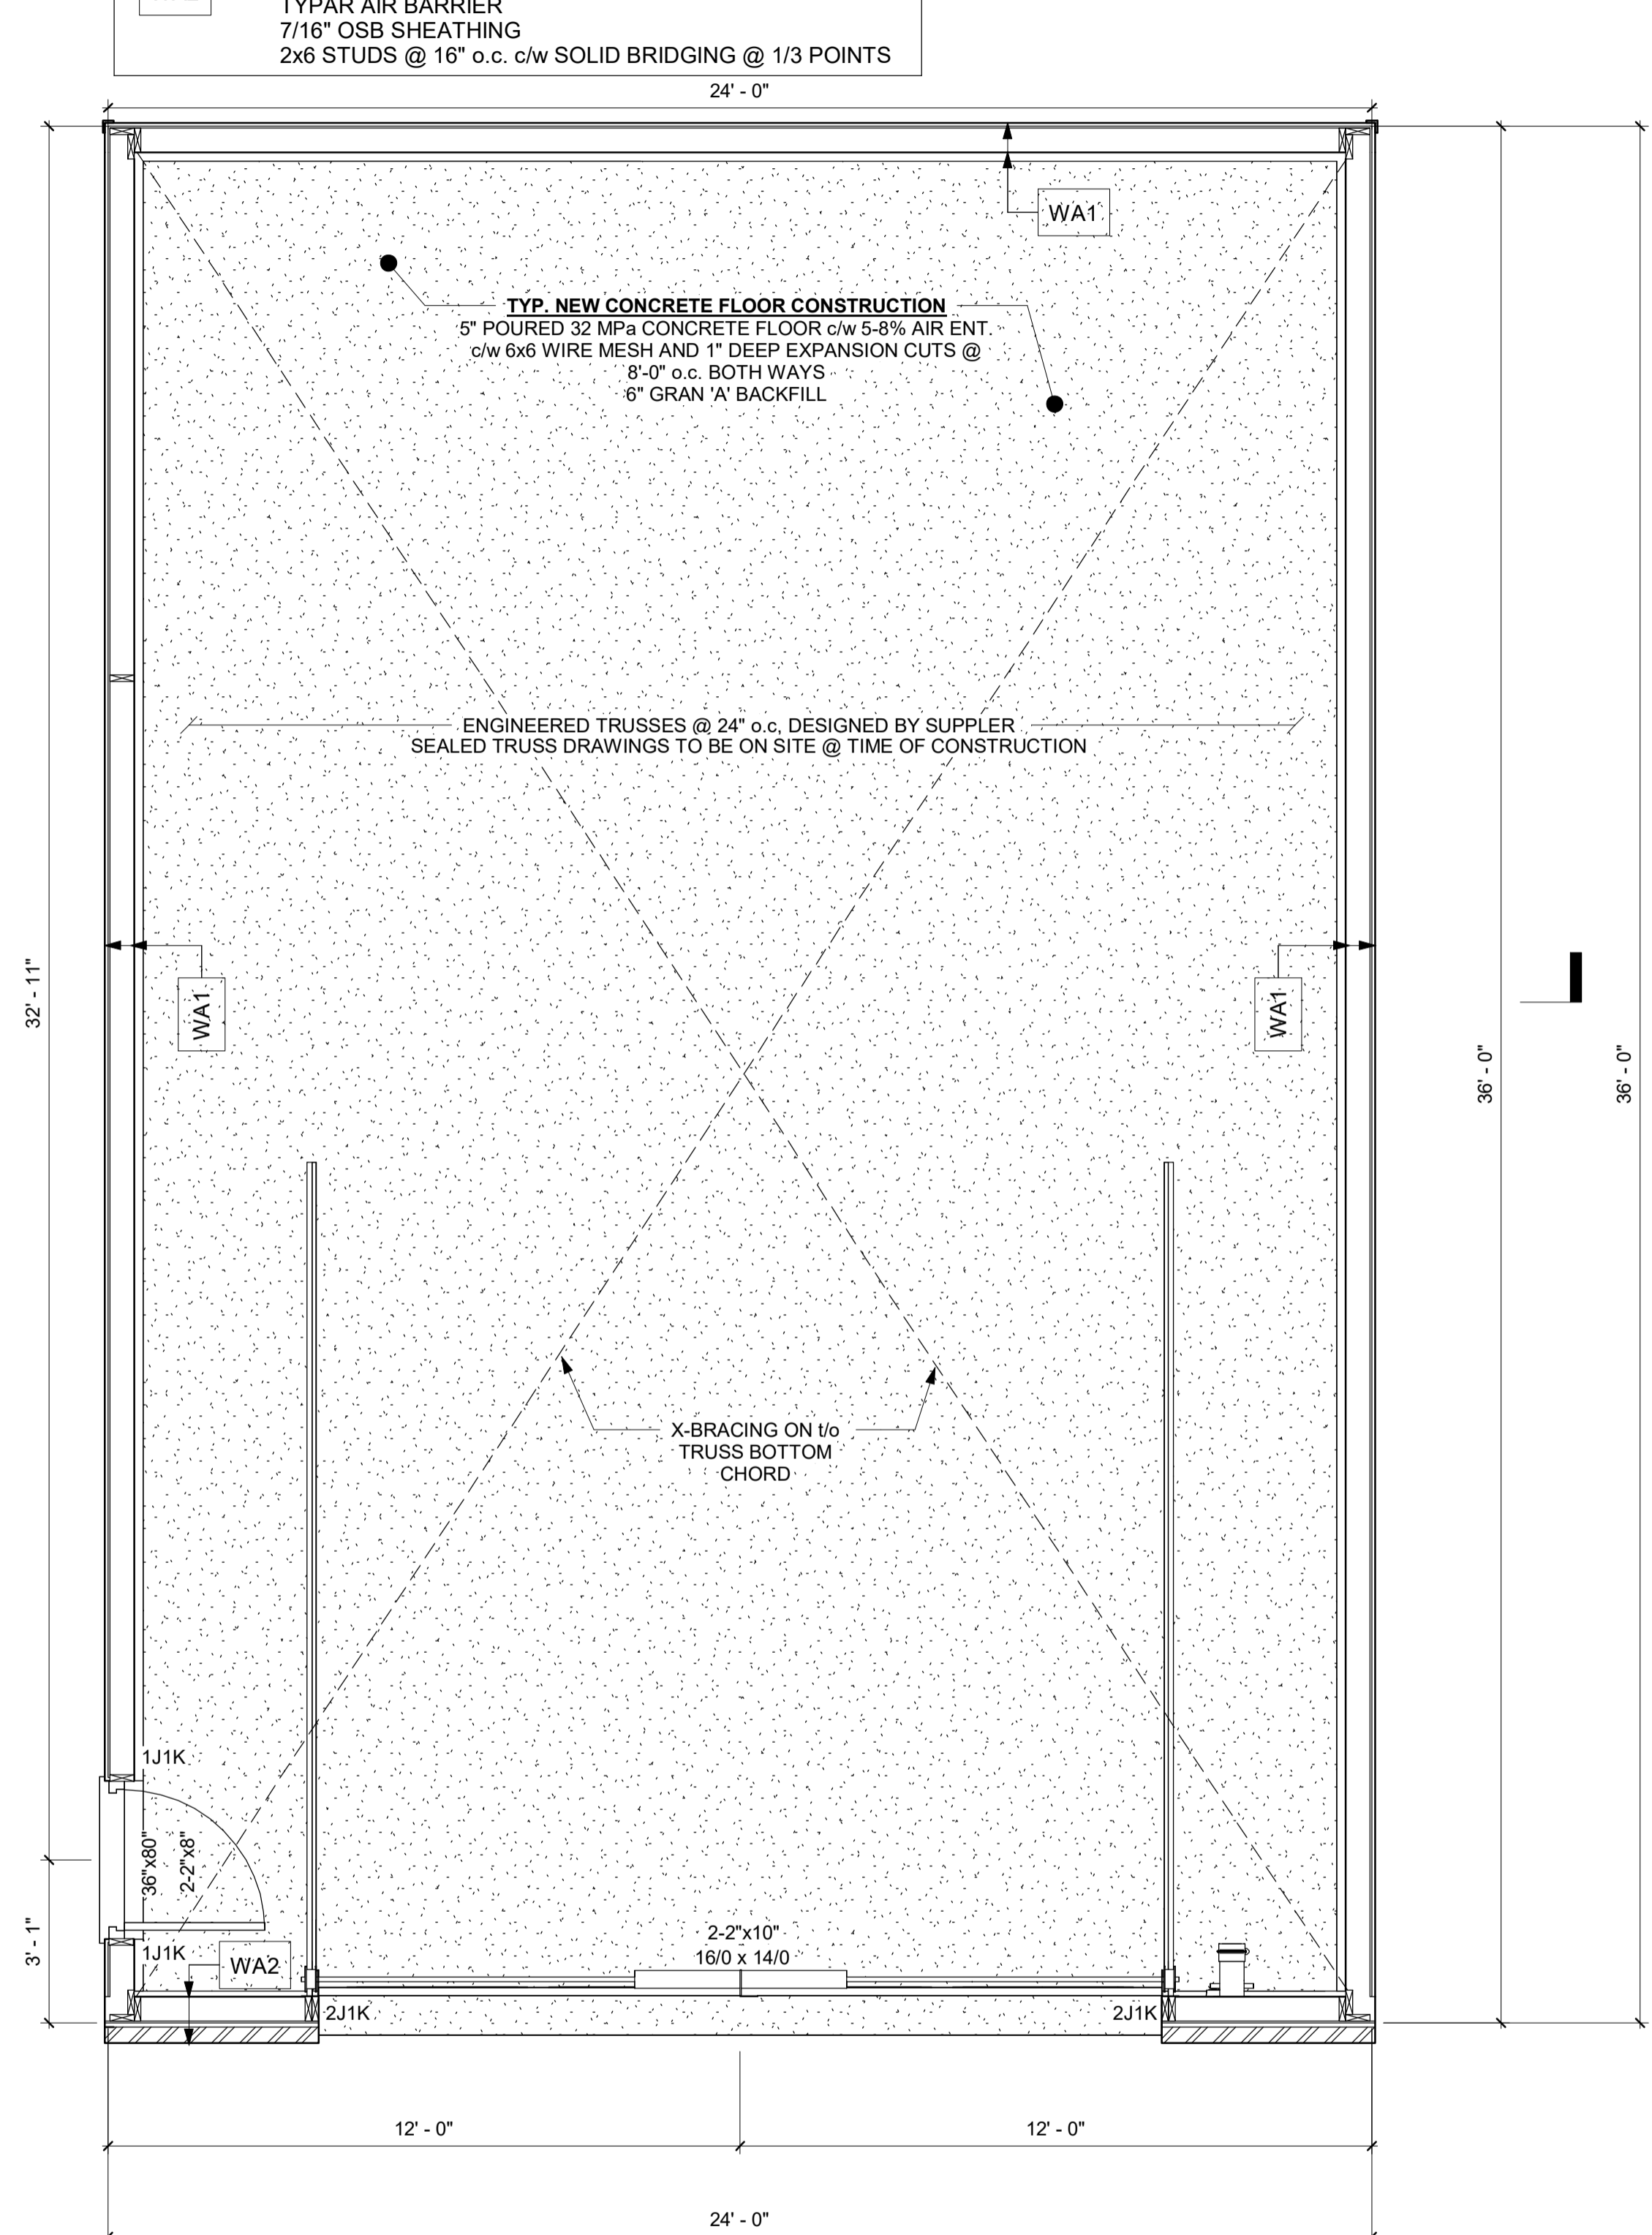 TYPAR AIR BARRIER
7/16" OSB SHEATHING
2x6 STUDS @ 16" o.c. c/w SOLID BRIDGING @ 1/3 POINTS
24' - 0"
WA1
TYP. NEW CONCRETE FLOOR CONSTRUCTION
5" POURED 32 MPa CONCRETE FLOOR c/w 5-8% AIR ENT.
c/w 6x6 WIRE MESH AND 1" DEEP EXPANSION CUTS @
8'-0" o.c. BOTH WAYS
6" GRAN 'A' BACKFILL
ENGINEERED TRUSSES @ 24" o.c, DESIGNED BY SUPPLER
SEALED TRUSS DRAWINGS TO BE ON SITE @ TIME OF CONSTRUCTION
32' - 11"
WA1
WA1
36' - 0"
36' - 0"
X-BRACING ON t/o
TRUSS BOTTOM
CHORD
1J1K
36"x80"
2-2"x8"
3' - 1"
1J1K
WA2
2-2"x10"
16/0 x 14/0
2J1K
2J1K
12' - 0"
12' - 0"
24' - 0"